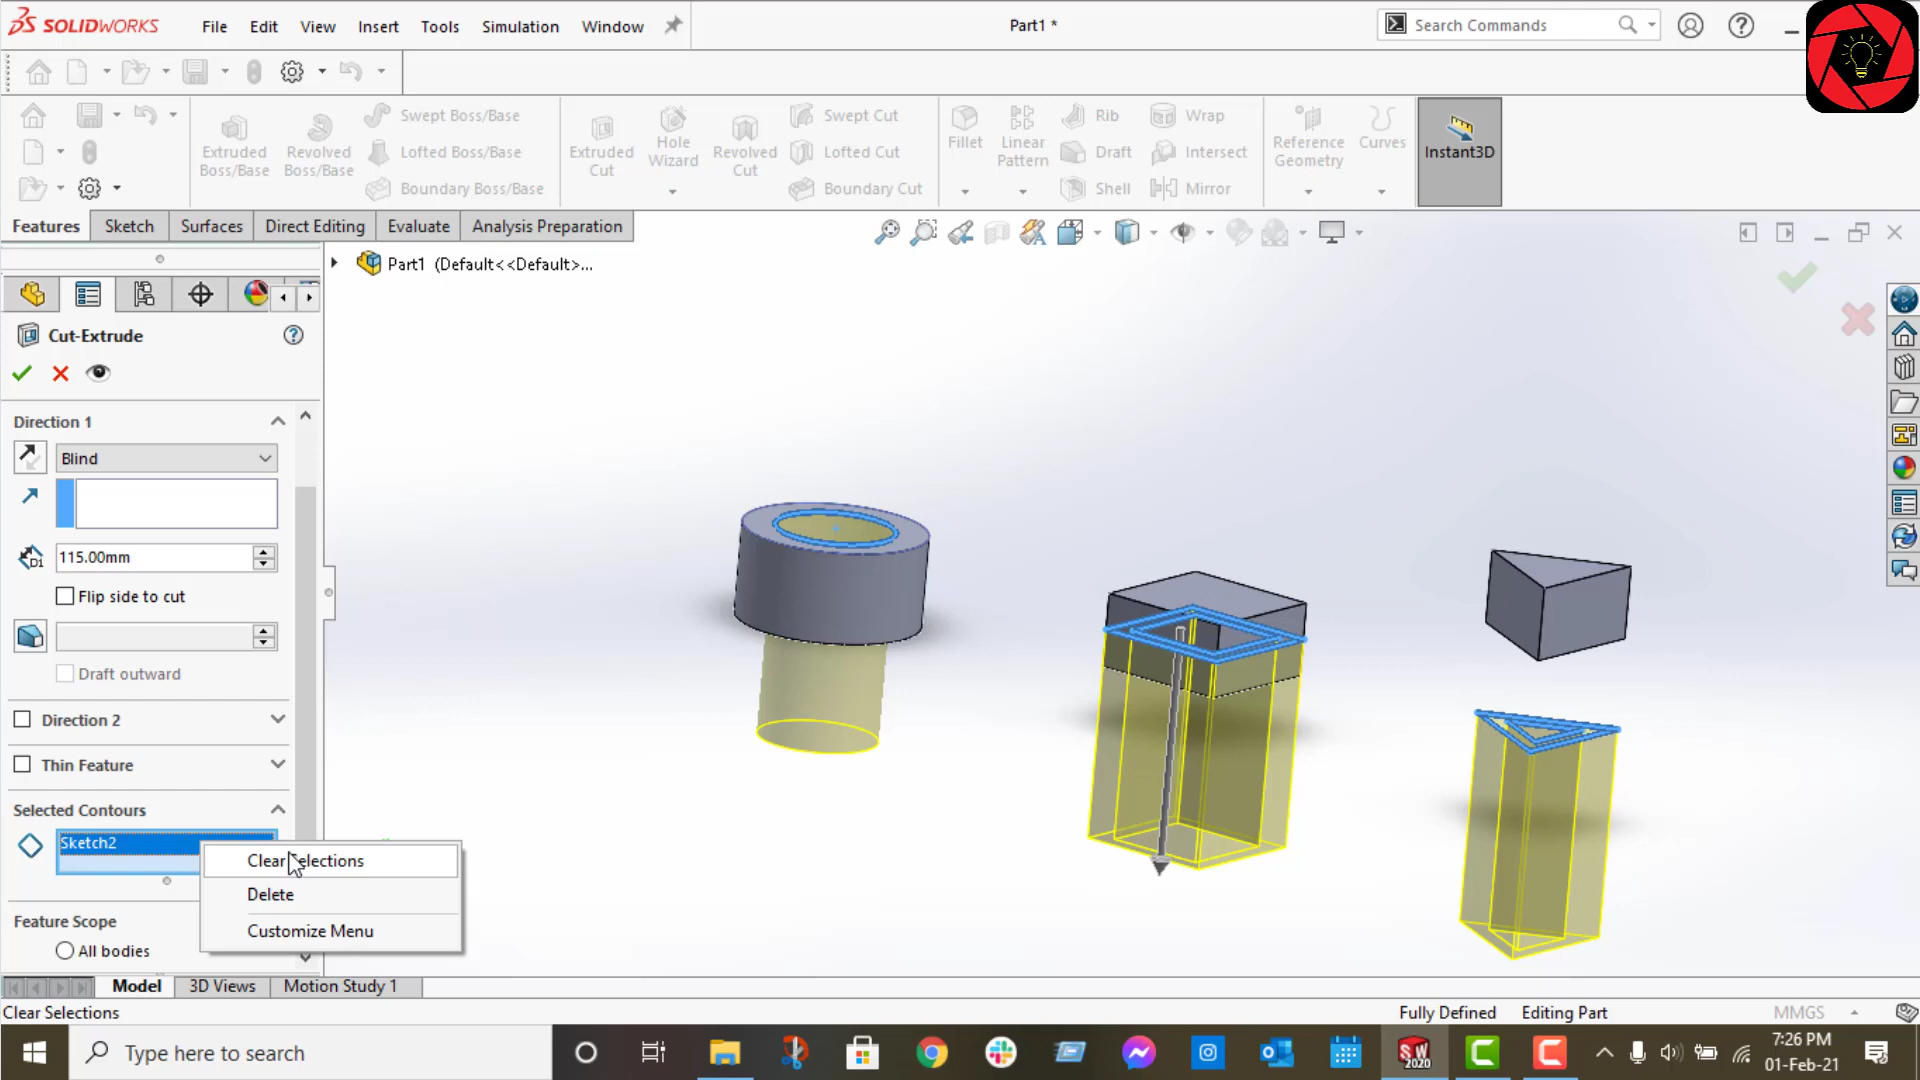 SOLIDWORKS File Edit View Insert Tools Simulation Window Part1 * Search Commands
Extruded Boss/Base
Revolved Boss/Base
Swept Boss/Base
Lofted Boss/Base
Boundary Boss/Base
Extruded Cut
Hole Wizard
Revolved Cut
Swept Cut
Lofted Cut
Boundary Cut
Fillet
Linear Pattern
Rib
Draft
Shell
Wrap
Intersect
Mirror
Reference Geometry
Curves
Instant3D
Features Sketch Surfaces Direct Editing Evaluate Analysis Preparation
Part1 (Default<<Default>...
Cut-Extrude
Direction 1
Blind
D1 115.00mm
Flip side to cut
Draft outward
Direction 2
Thin Feature
Selected Contours
Sketch2
Clear Selections
Delete
Customize Menu
Feature Scope
All bodies
Model 3D Views Motion Study 1
Clear Selections Fully Defined Editing Part MMGS
Type here to search
SW 2020
7:26 PM
01-Feb-21